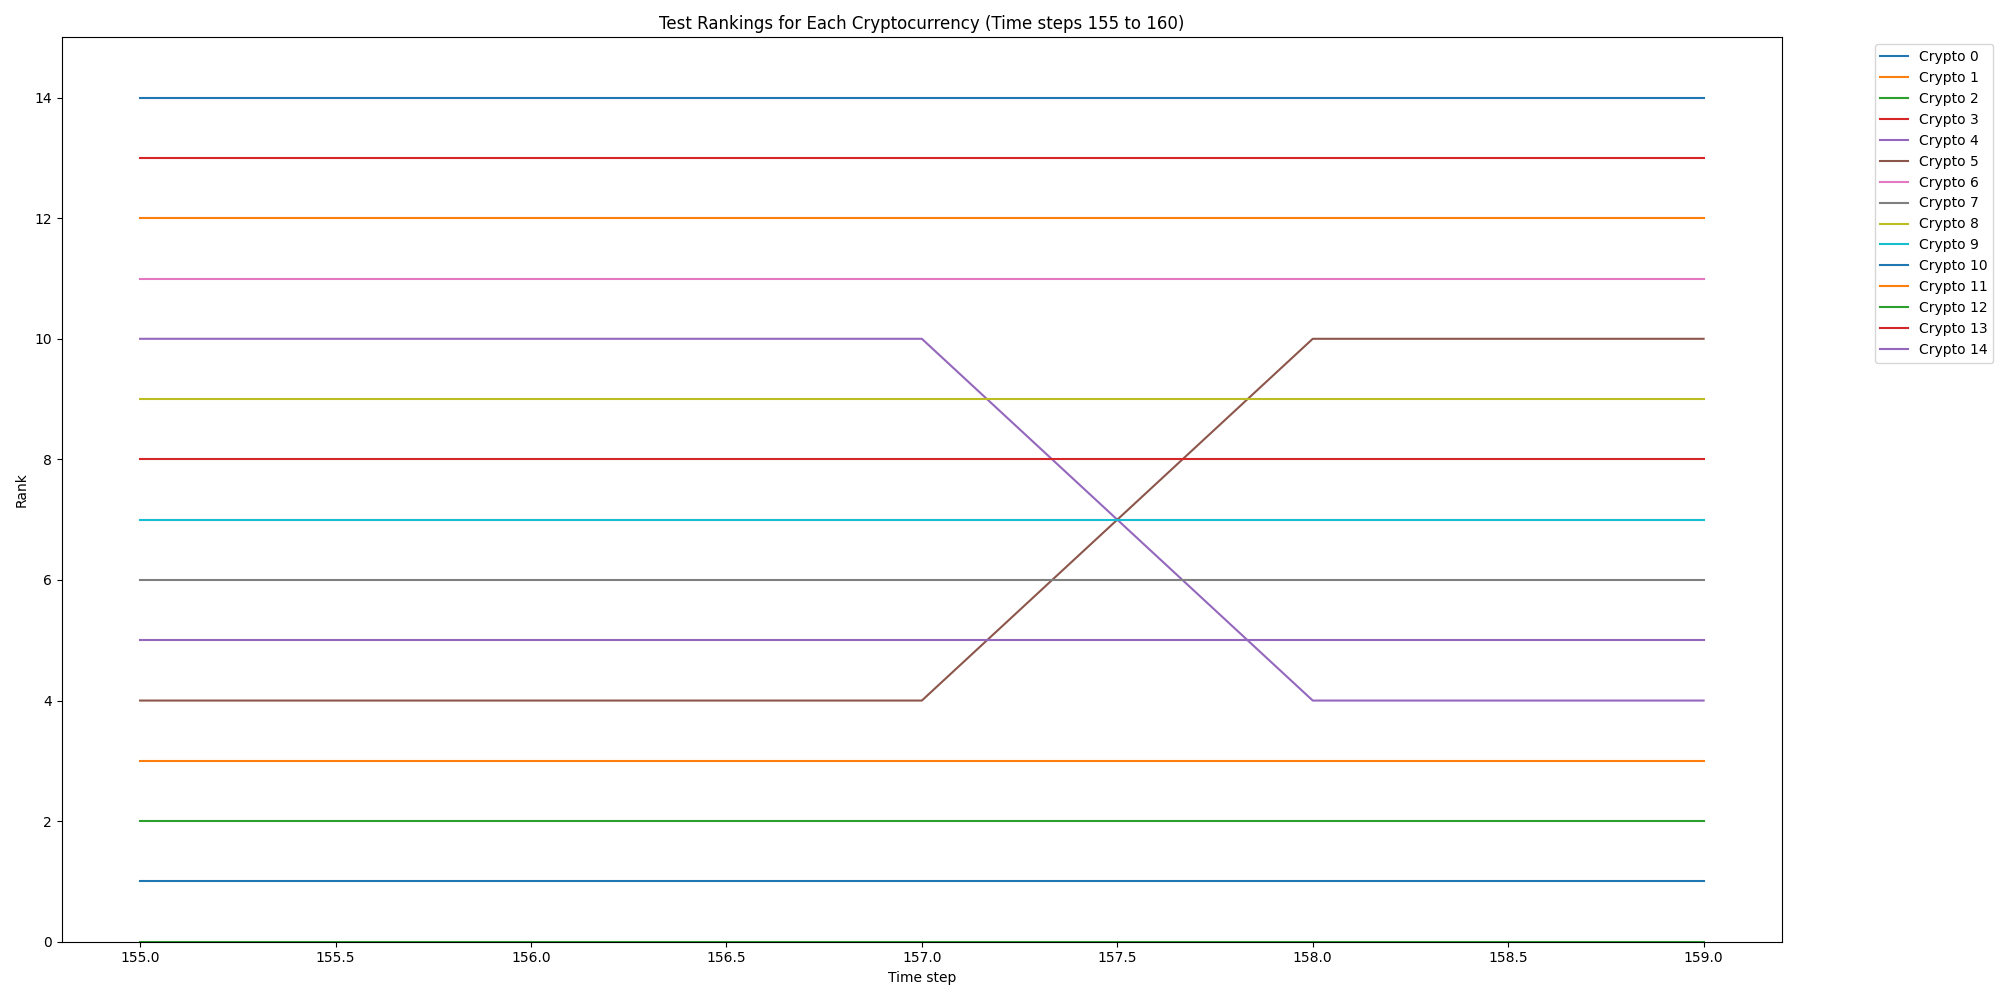 Test Rankings for Each Cryptocurrency (Time steps 155 to 160)
Crypto 0
Crypto 1
Crypto 2
Crypto 3
Crypto 4
Crypto 5
Crypto 6
Crypto 7
Crypto 8
Crypto 9
Crypto 10
Crypto 11
Crypto 12
Crypto 13
Crypto 14
14
12
10
8
6
4
2
0
Rank
155.0 155.5 156.0 156.5 157.0 157.5 158.0 158.5 159.0
Time step